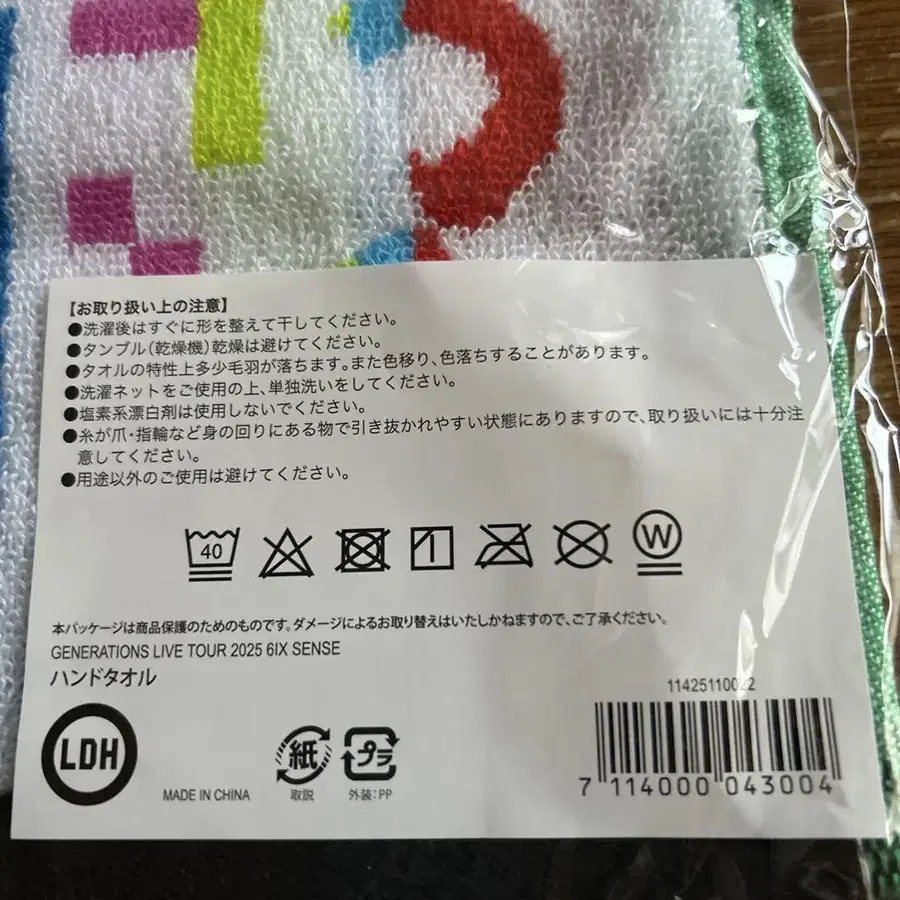 【お取り扱い上の注意】
●洗濯後はすぐに形を整えて干してください。
●タンブル(乾燥機)乾燥は避けてください。
●タオルの特性上多少毛羽が落ちます。また色移り、色落ちすることがあります。
●洗濯ネットをご使用の上、単独洗いをしてください。
●塩素系漂白剤は使用しないでください。
●糸が爪・指輪など身の回りにある物で引き抜かれやすい状態にありますので、取り扱いには十分注
意してください。
●用途以外のご使用は避けてください。
40
W
本パッケージは商品保護のためのものです。ダメージによるお取り替えはいたしかねますので、ご了承ください。
GENERATIONS LIVE TOUR 2025 6IX SENSE
ハンドタオル
LDH
MADE IN CHINA
紙
取説
プラ
外装:PP
11425110022
7 114000 043004